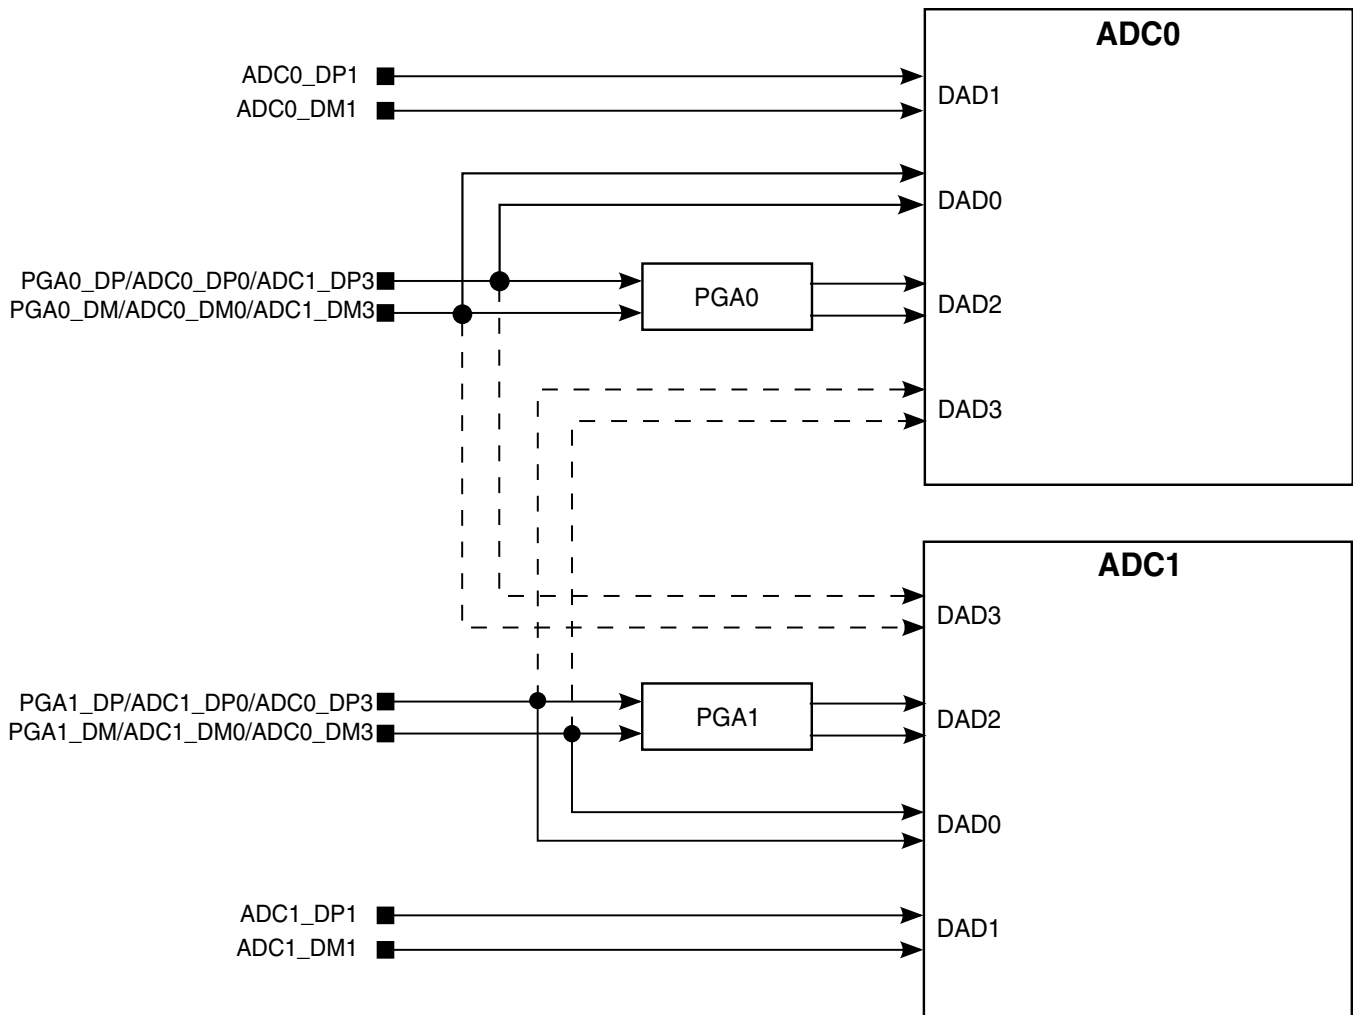 ADC0
ADC0_DP1
ADC0_DM1
DAD1
DAD0
PGA0_DP/ADC0_DP0/ADC1_DP3
PGA0_DM/ADC0_DM0/ADC1_DM3
PGA0
DAD2
DAD3
ADC1
DAD3
PGA1_DP/ADC1_DP0/ADC0_DP3
PGA1_DM/ADC1_DM0/ADC0_DM3
PGA1
DAD2
DAD0
ADC1_DP1
ADC1_DM1
DAD1